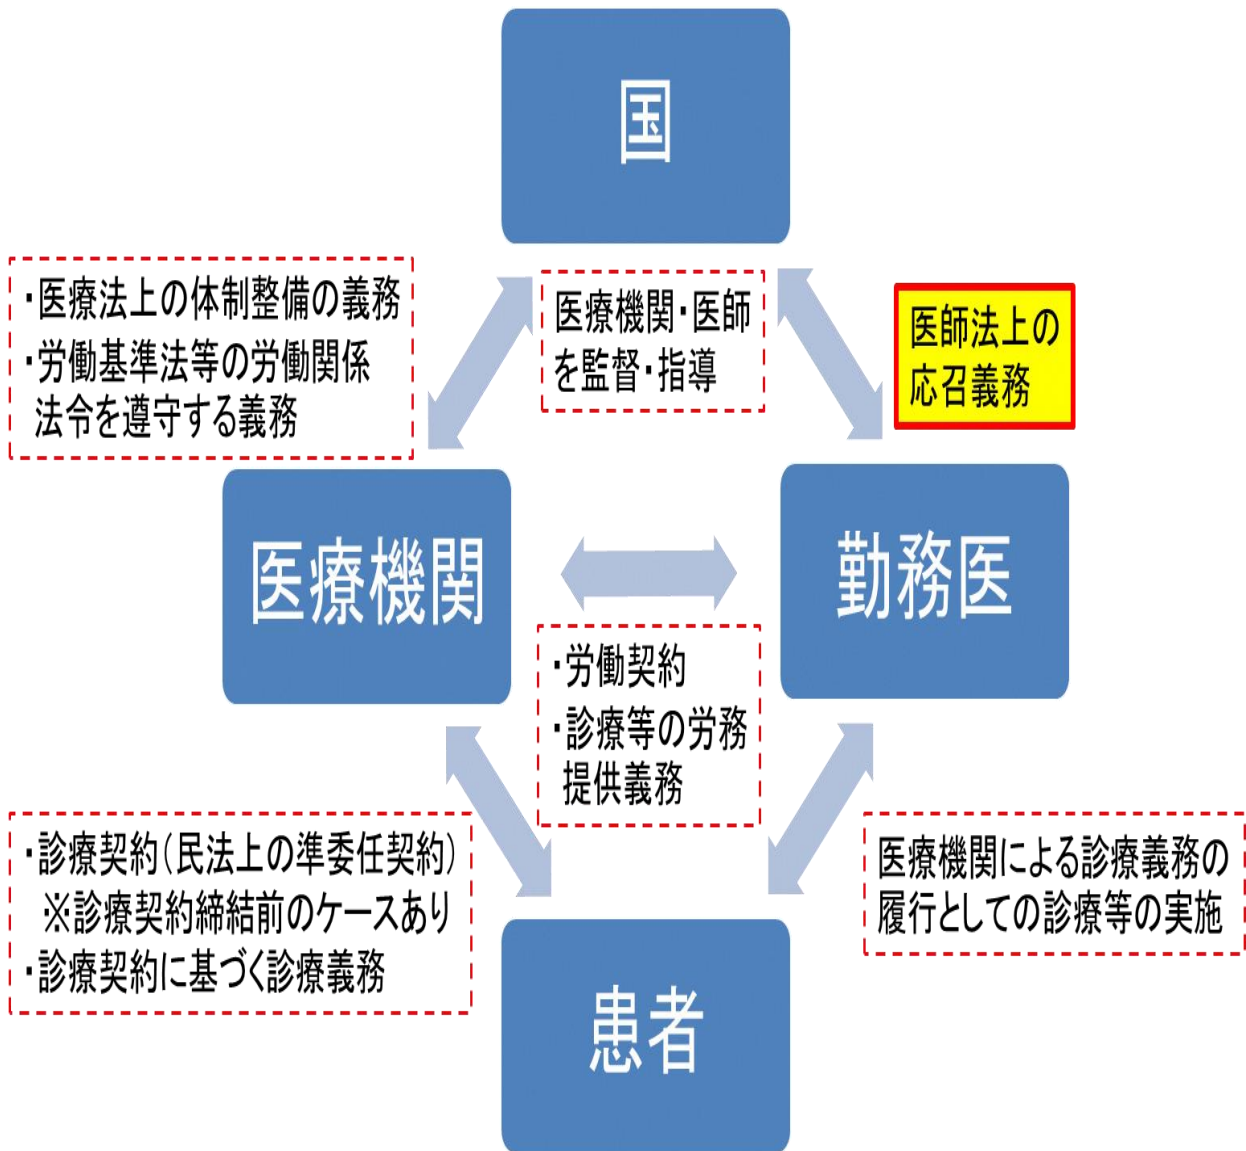 国
・医療法上の体制整備の義務
・労働基準法等の労働関係
法令を遵守する義務
医療機関・医師
を監督・指導
医師法上の
応召義務
医療機関
勤務医
・労働契約
・診療等の労務
提供義務
・診療契約(民法上の準委任契約)
※診療契約締結前のケースあり
・診療契約に基づく診療義務
医療機関による診療義務の
履行としての診療等の実施
患者